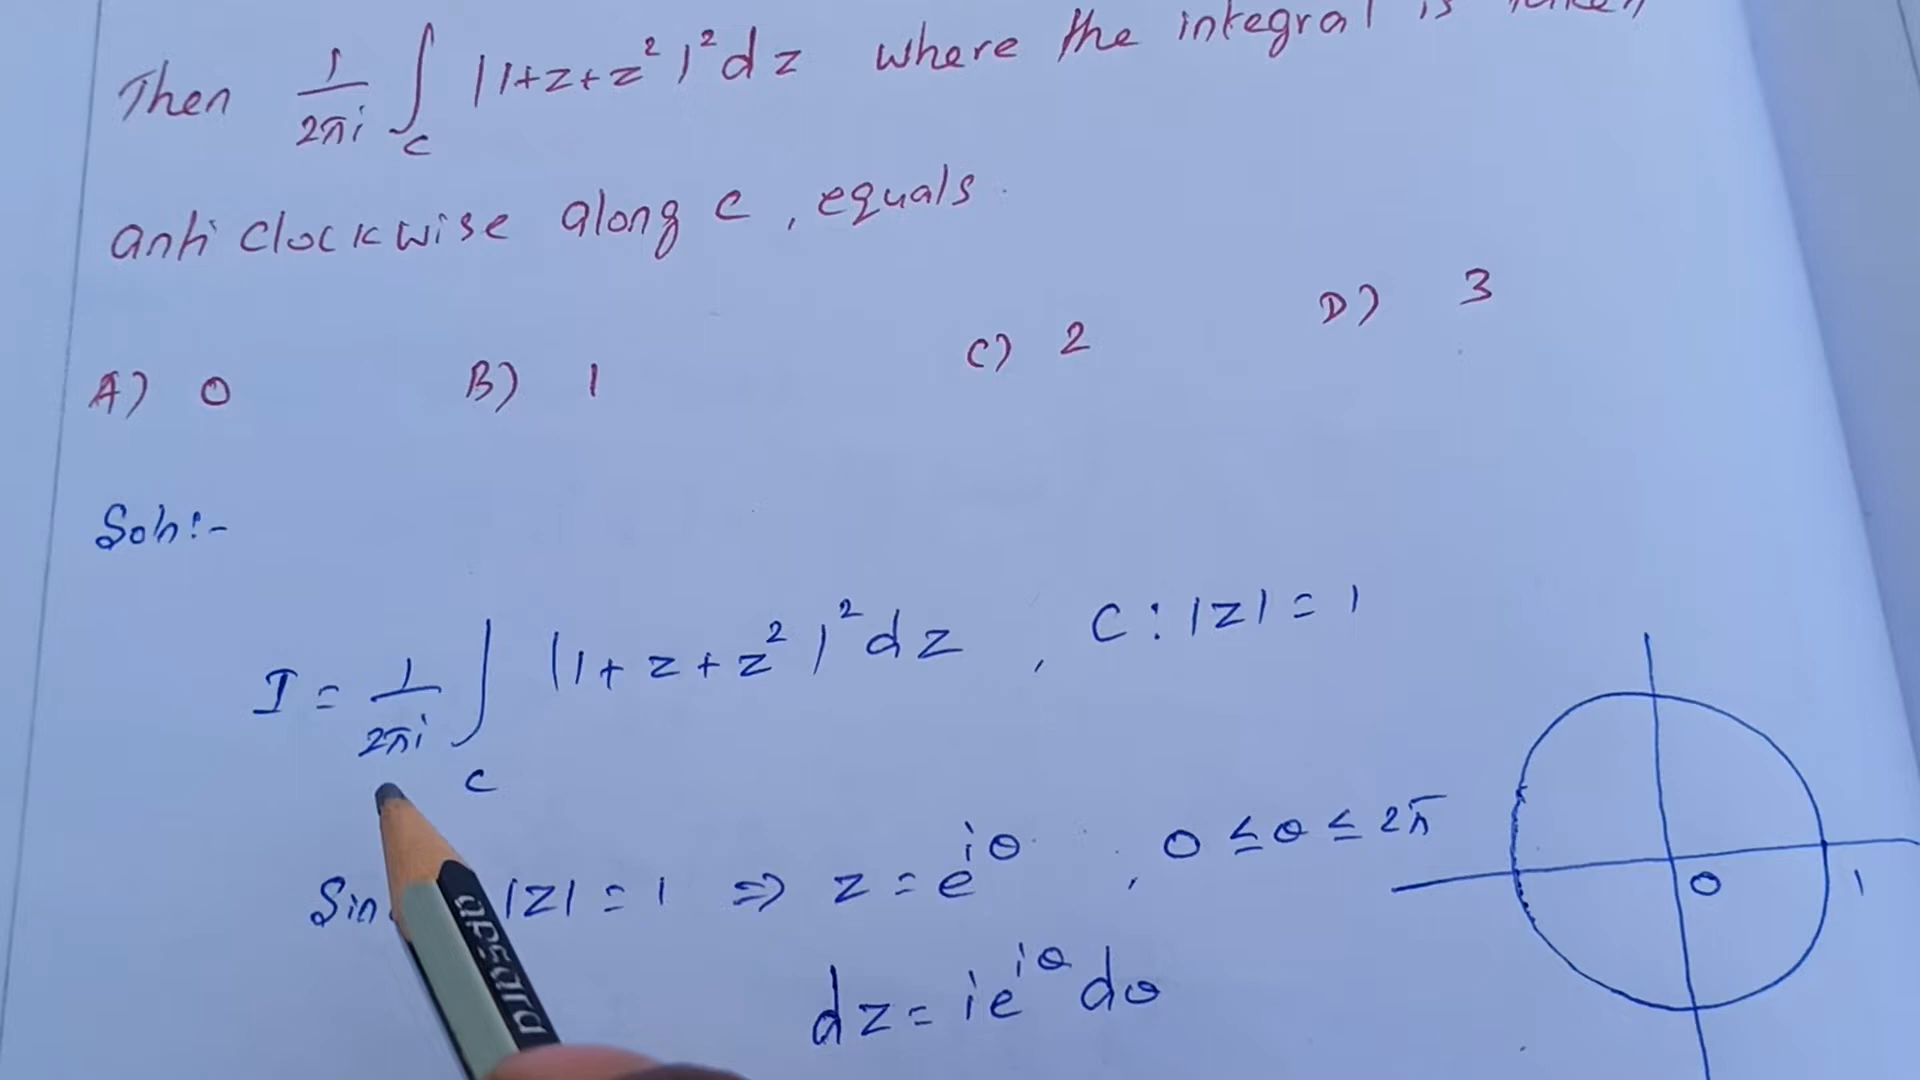 Then 1/2πi ∫_C |1+z+z²|² dz where the integral is taken
anti clockwise along C, equals.
A) 0 B) 1 C) 2 D) 3
Soln:-
I = 1/2πi ∫_C |1+z+z²|² dz , C : |z| = 1
|z| = 1 ⇒ z = e^{iθ} , 0 ≤ θ ≤ 2π
0 1
dz = ie^{iθ} dθ
apsara